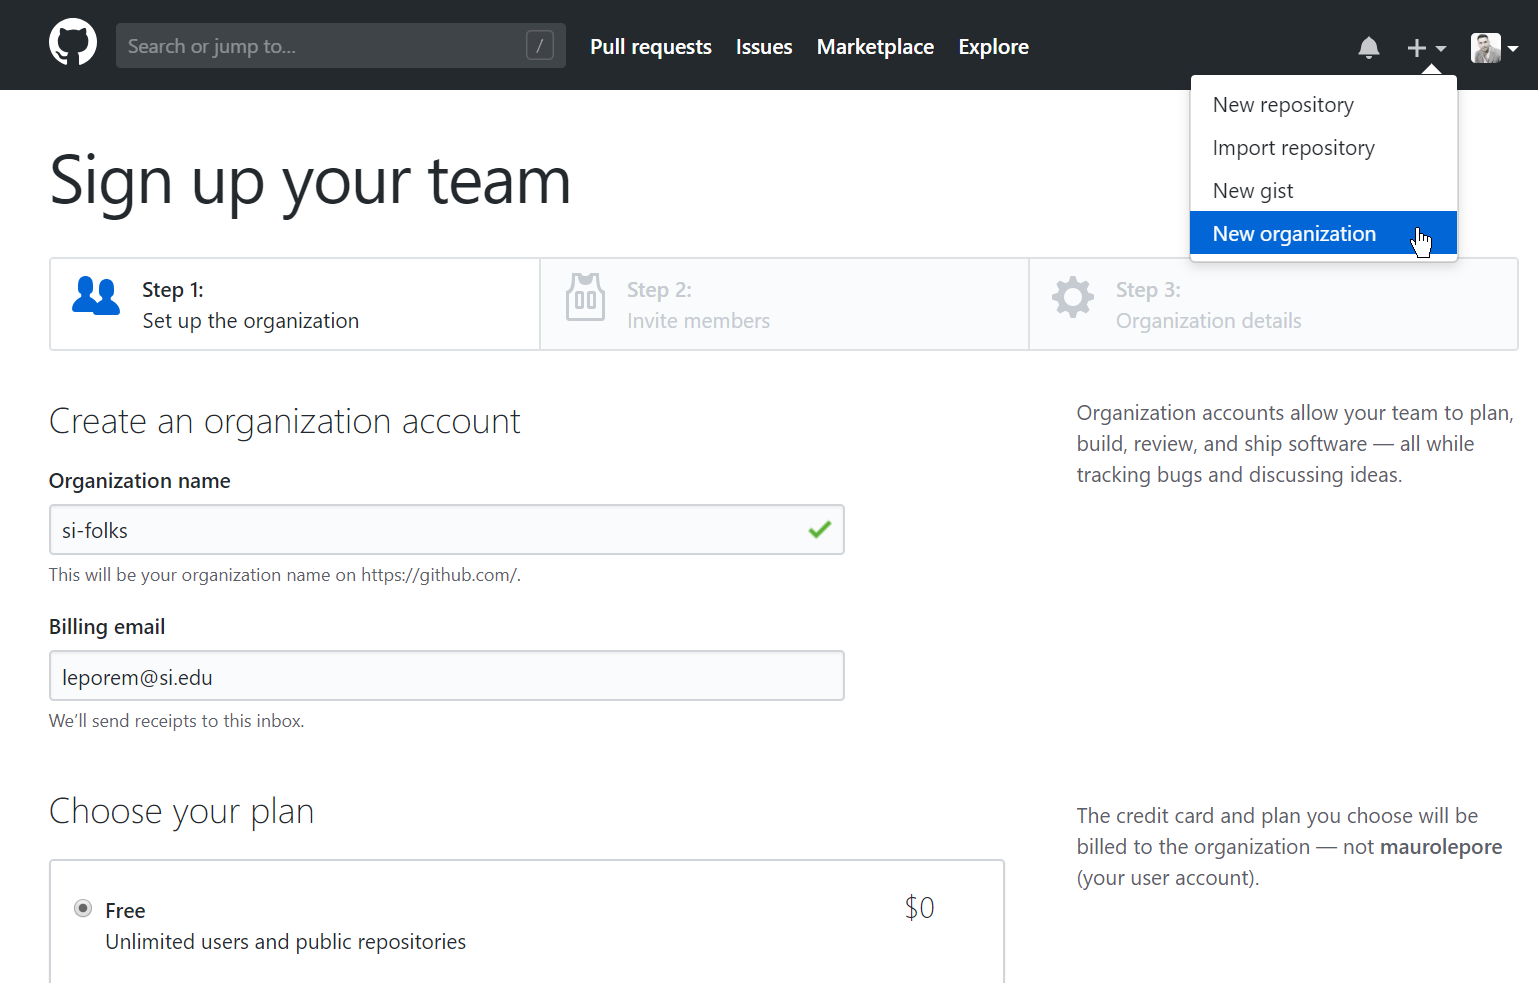 Search or jump to...
/
Pull requests
Issues
Marketplace
Explore
New repository
Import repository
New gist
New organization
Sign up your team
Step 1:
Set up the organization
Step 2:
Invite members
Step 3:
Organization details
Create an organization account
Organization name
si-folks
This will be your organization name on https://github.com/.
Billing email
leporem@si.edu
We’ll send receipts to this inbox.
Organization accounts allow your team to plan,
build, review, and ship software — all while
tracking bugs and discussing ideas.
Choose your plan
Free
$0
Unlimited users and public repositories
The credit card and plan you choose will be
billed to the organization — not maurolepore
(your user account).